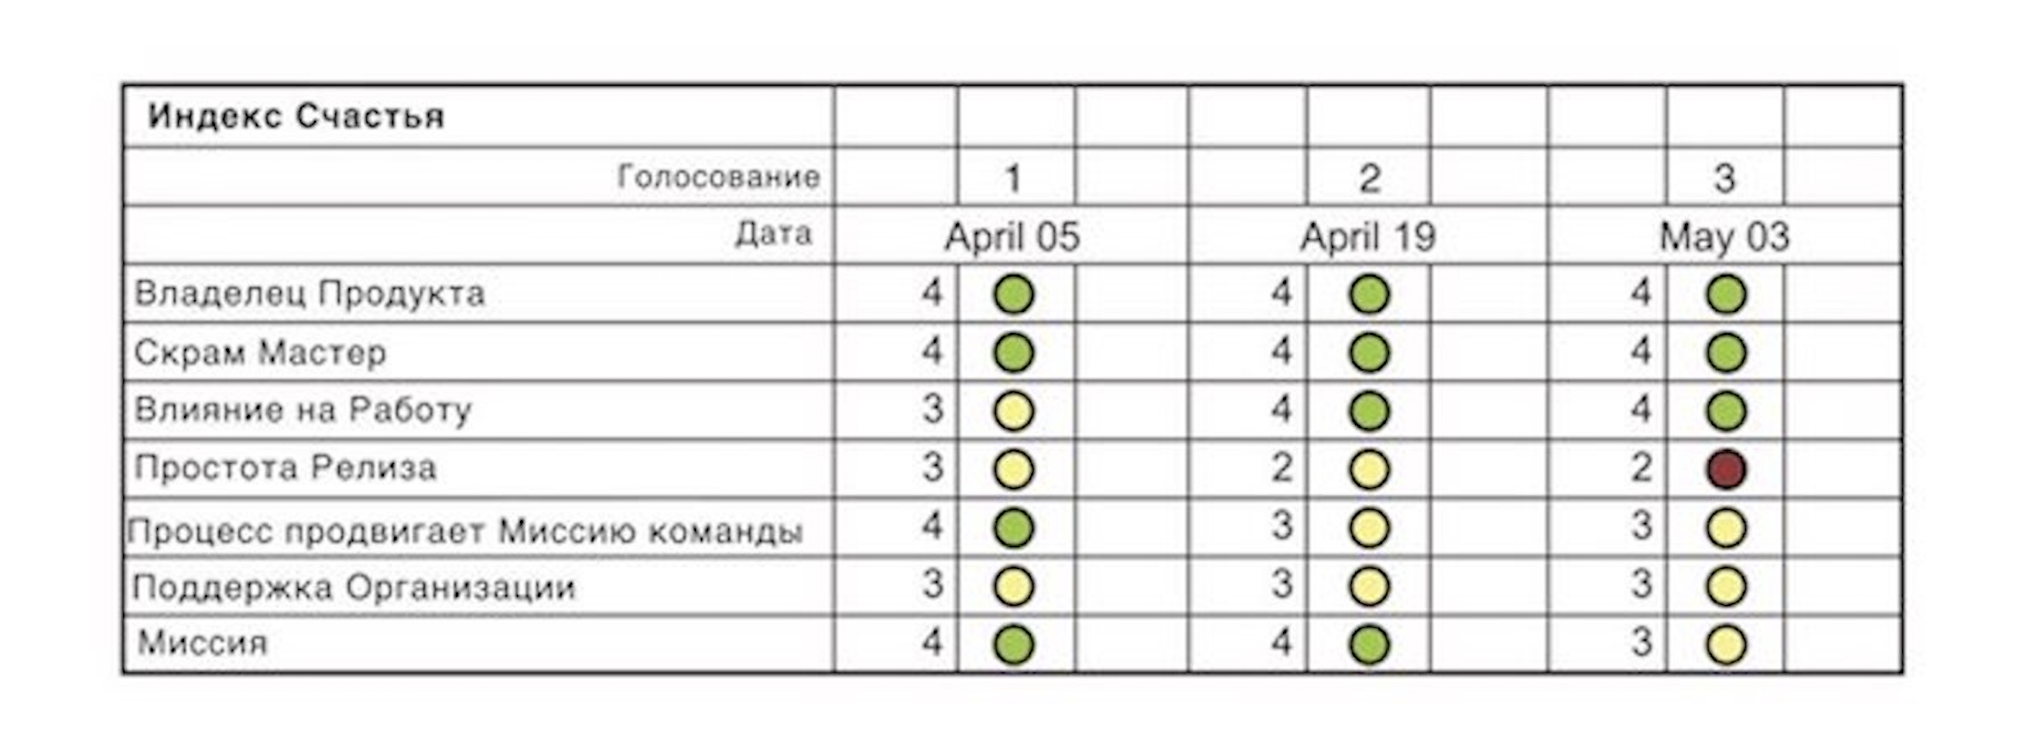 Индекс Счастья
Голосование 1 2 3
Дата April 05 April 19 May 03
Владелец Продукта 4 4 4
Скрам Мастер 4 4 4
Влияние на Работу 3 4 4
Простота Релиза 3 2 2
Процесс продвигает Миссию команды 4 3 3
Поддержка Организации 3 3 3
Миссия 4 4 3